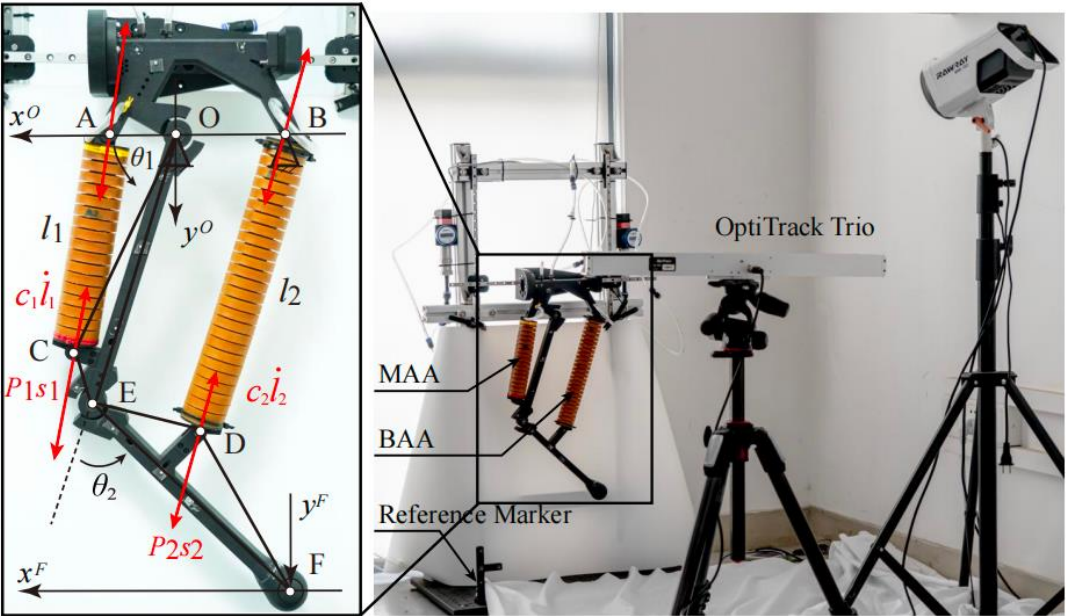 A
O
B
x^O
θ1
y^O
l1
l2
c1l̇1
C
P1s1
E
c2l̇2
D
θ2
P2s2
y^F
x^F
F
OptiTrack Trio
MAA
BAA
Reference Marker